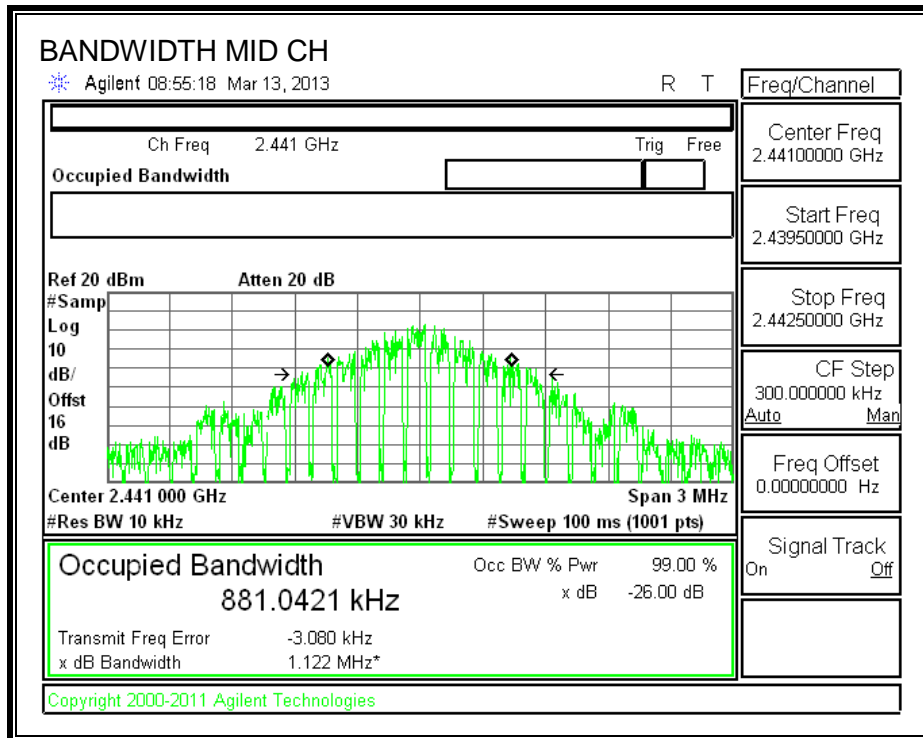 BANDWIDTH MID CH
Agilent 08:55:18 Mar 13, 2013 R T
Freq/Channel
Ch Freq 2.441 GHz Trig Free
Occupied Bandwidth
Center Freq
2.44100000 GHz
Start Freq
2.43950000 GHz
Stop Freq
2.44250000 GHz
CF Step
300.000000 kHz
Auto Man
Freq Offset
0.00000000 Hz
Signal Track
On Off
Ref 20 dBm Atten 20 dB
#Samp
Log
10
dB/
Offst
16
dB
Center 2.441 000 GHz Span 3 MHz
#Res BW 10 kHz #VBW 30 kHz #Sweep 100 ms (1001 pts)
Occupied Bandwidth Occ BW % Pwr 99.00 %
881.0421 kHz x dB -26.00 dB
Transmit Freq Error -3.080 kHz
x dB Bandwidth 1.122 MHz*
Copyright 2000-2011 Agilent Technologies